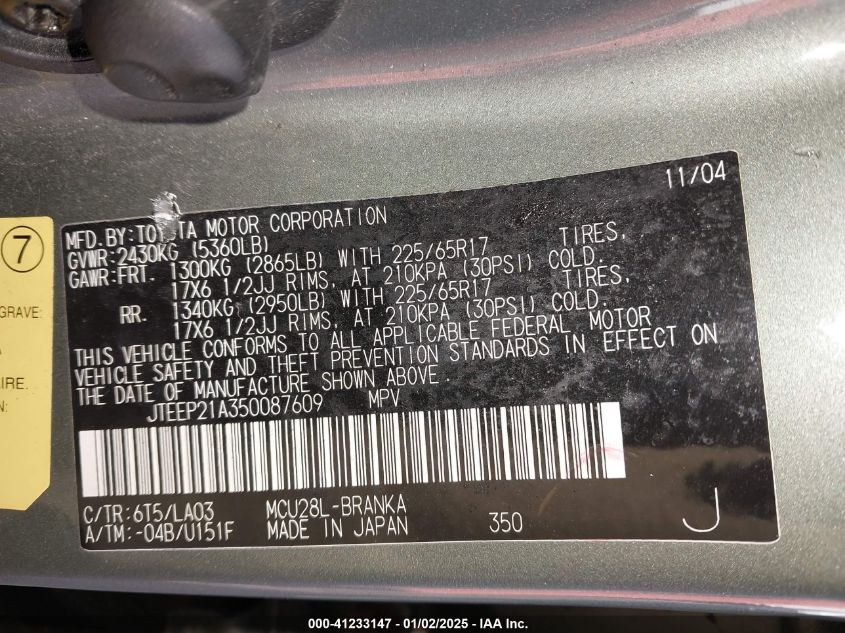 11/04
MFD. BY: TOYOTA MOTOR CORPORATION
GVWR: 2430KG (5360LB)
GAWR: FRT. 1300KG (2865LB) WITH 225/65R17 TIRES,
17X6 1/2JJ RIMS, AT 210KPA (30PSI) COLD.
RR. 1340KG (2950LB) WITH 225/65R17 TIRES,
17X6 1/2JJ RIMS, AT 210KPA (30PSI) COLD.
THIS VEHICLE CONFORMS TO ALL APPLICABLE FEDERAL MOTOR
VEHICLE SAFETY AND THEFT PREVENTION STANDARDS IN EFFECT ON
THE DATE OF MANUFACTURE SHOWN ABOVE.
JTEEP21A350087609 MPV
C/TR: 6T5/LA03 MCU28L-BRANKA
A/TM: -04B/U151F MADE IN JAPAN 350 J
7
GRAVE
AIRE.
N:
000-41233147 - 01/02/2025 - IAA Inc.